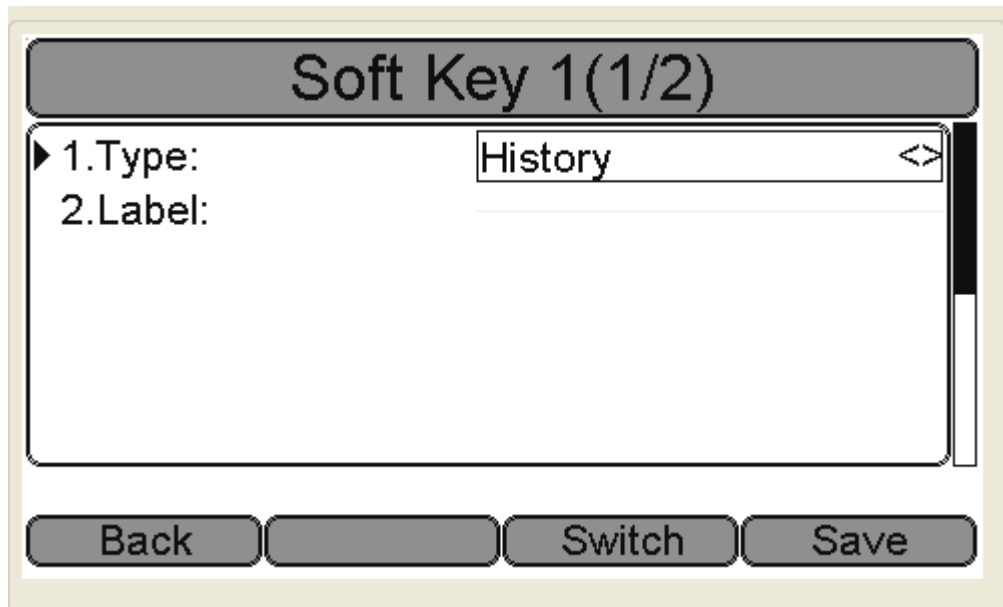 Soft Key 1(1/2)
1.Type: History <>
2.Label:
Back Switch Save